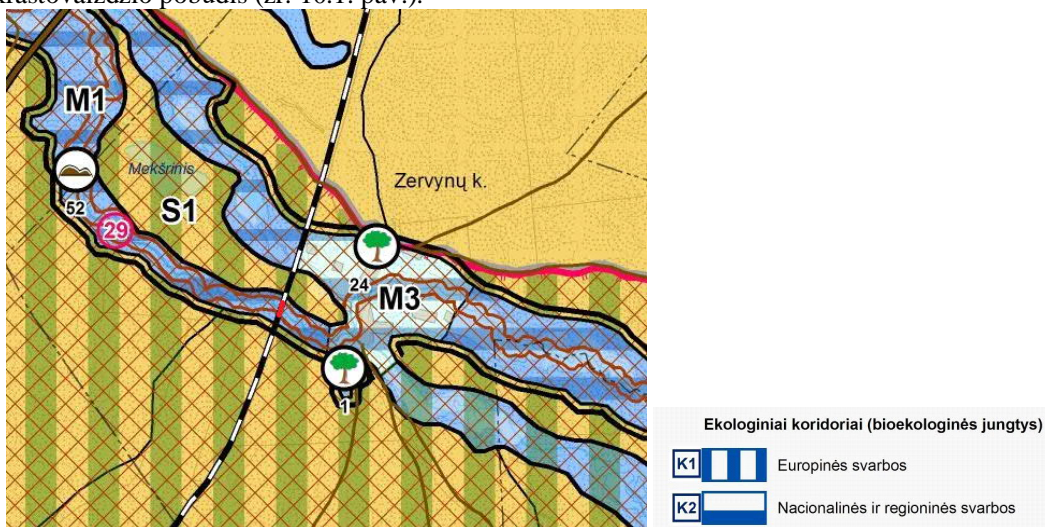 kraštovaizdžio pobūdis (žr. 10.1. pav.).
M1
Mekšrinis
52
S1
29
Zervynų k.
24
M3
1
Ekologiniai koridoriai (bioekologinės jungtys)
K1 Europinės svarbos
K2 Nacionalinės ir regioninės svarbos